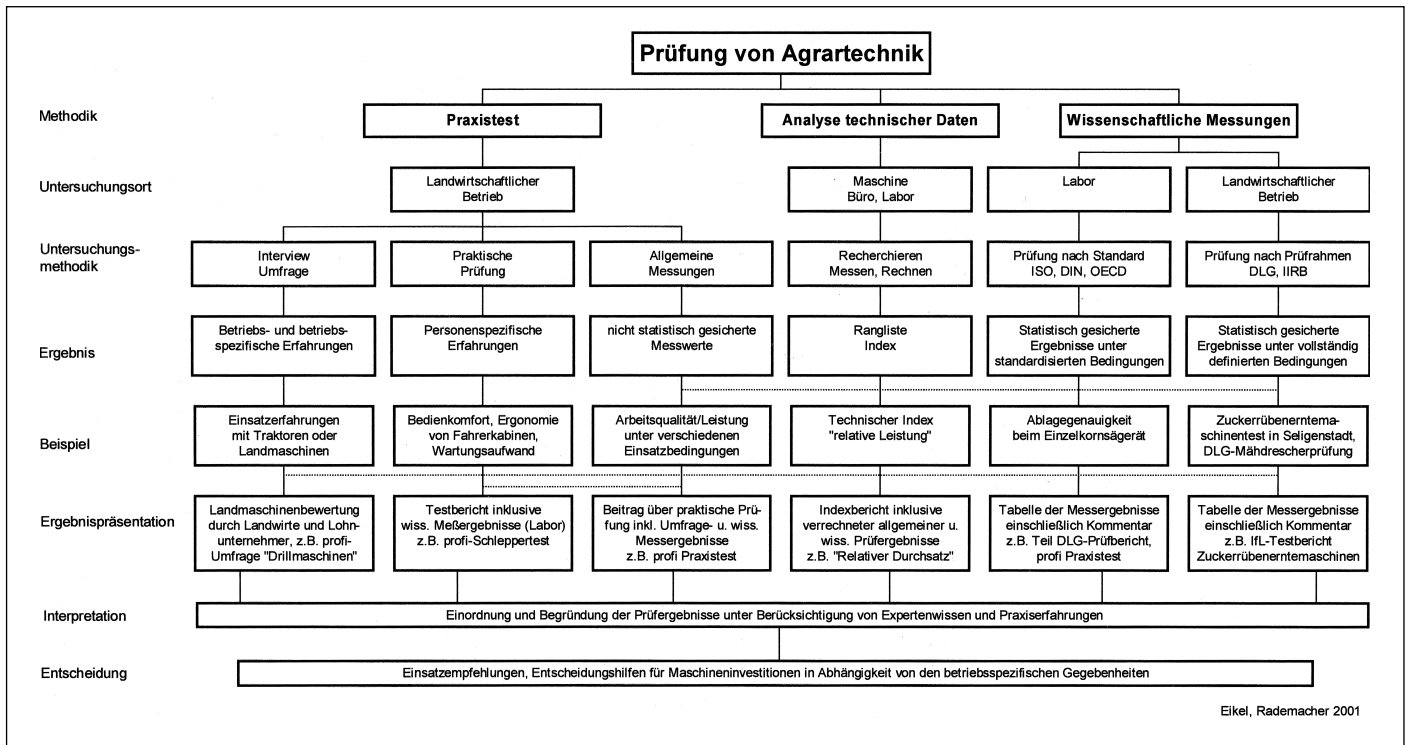 Prüfung von Agrartechnik
Methodik
Praxistest
Analyse technischer Daten
Wissenschaftliche Messungen
Untersuchungsort
Landwirtschaftlicher
Betrieb
Maschine
Büro, Labor
Labor
Landwirtschaftlicher
Betrieb
Untersuchungs-
methodik
Interview
Umfrage
Praktische
Prüfung
Allgemeine
Messungen
Recherchieren
Messen, Rechnen
Prüfung nach Standard
ISO, DIN, OECD
Prüfung nach Prüfrahmen
DLG, IIRB
Ergebnis
Betriebs- und betriebs-
spezifische Erfahrungen
Personenspezifische
Erfahrungen
nicht statistisch gesicherte
Messwerte
Rangliste
Index
Statistisch gesicherte
Ergebnisse unter
standardisierten Bedingungen
Statistisch gesicherte
Ergebnisse unter vollständig
definierten Bedingungen
Beispiel
Einsatzerfahrungen
mit Traktoren oder
Landmaschinen
Bedienkomfort, Ergonomie
von Fahrerkabinen,
Wartungsaufwand
Arbeitsqualität/Leistung
unter verschiedenen
Einsatzbedingungen
Technischer Index
"relative Leistung"
Ablagegenauigkeit
beim Einzelkornsägerät
Zuckerrübenerntema-
schinentest in Seligenstadt,
DLG-Mähdrescherprüfung
Ergebnispräsentation
Landmaschinenbewertung
durch Landwirte und Lohn-
unternehmer, z.B. profi-
Umfrage "Drillmaschinen"
Testbericht inklusive
wiss. Meßergebnisse (Labor)
z.B. profi-Schleppertest
Beitrag über praktische Prü-
fung inkl. Umfrage- u. wiss.
Messergebnisse
z.B. profi Praxistest
Indexbericht inklusive
verrechneter allgemeiner u.
wiss. Prüfergebnisse
z.B. "Relativer Durchsatz"
Tabelle der Messergebnisse
einschließlich Kommentar
z.B. Teil DLG-Prüfbericht,
profi Praxistest
Tabelle der Messergebnisse
einschließlich Kommentar
z.B. IfL-Testbericht
Zuckerrübenerntemaschinen
Interpretation
Einordnung und Begründung der Prüfergebnisse unter Berücksichtigung von Expertenwissen und Praxiserfahrungen
Entscheidung
Einsatzempfehlungen, Entscheidungshilfen für Maschineninvestitionen in Abhängigkeit von den betriebsspezifischen Gegebenheiten
Eikel, Rademacher 2001